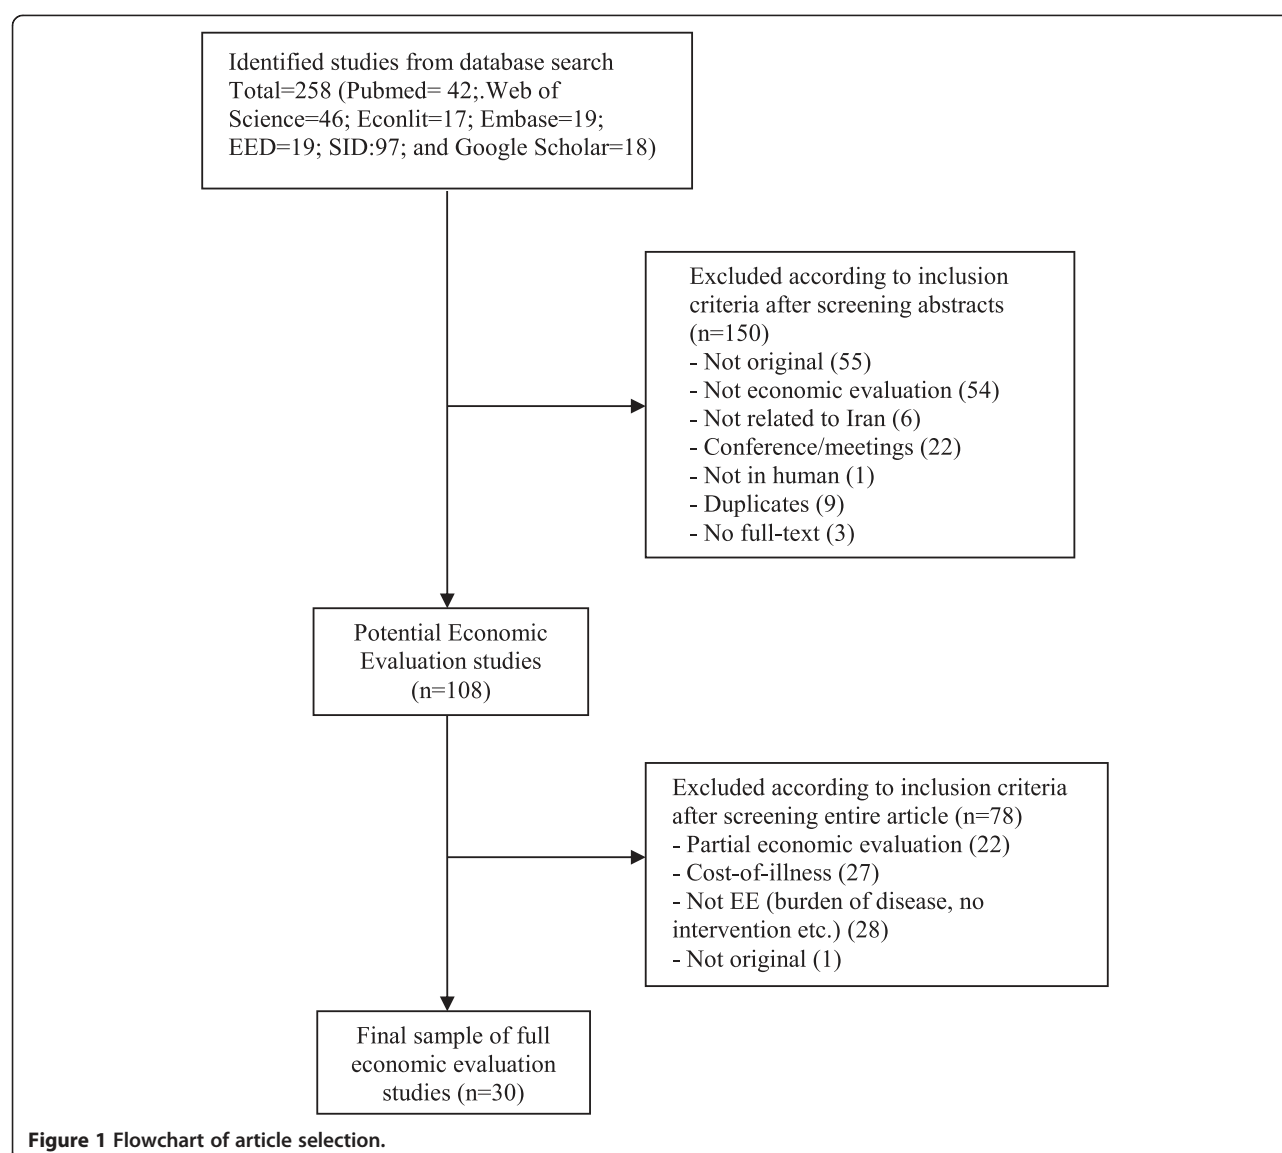 Identified studies from database search
Total=258 (Pubmed= 42;.Web of
Science=46; Econlit=17; Embase=19;
EED=19; SID:97; and Google Scholar=18)
Excluded according to inclusion
criteria after screening abstracts
(n=150)
- Not original (55)
- Not economic evaluation (54)
- Not related to Iran (6)
- Conference/meetings (22)
- Not in human (1)
- Duplicates (9)
- No full-text (3)
Potential Economic
Evaluation studies
(n=108)
Excluded according to inclusion criteria
after screening entire article (n=78)
- Partial economic evaluation (22)
- Cost-of-illness (27)
- Not EE (burden of disease, no
intervention etc.) (28)
- Not original (1)
Final sample of full
economic evaluation
studies (n=30)
Figure 1 Flowchart of article selection.